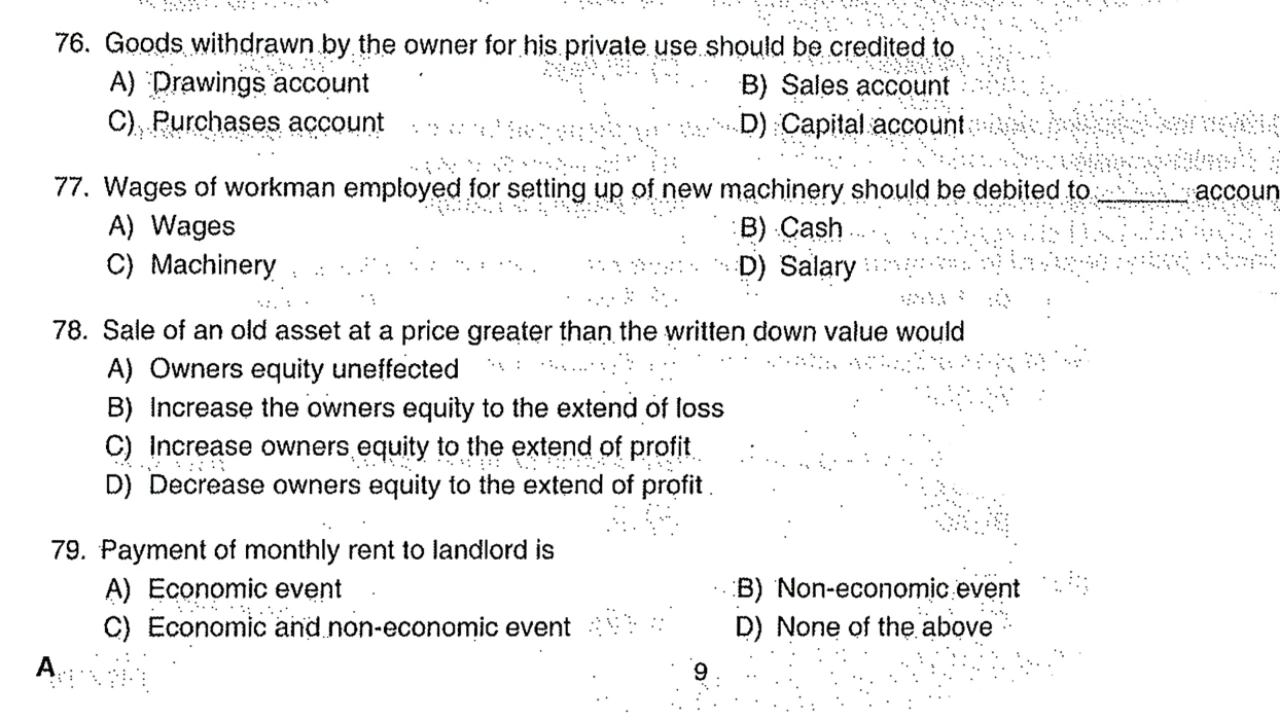 76. Goods withdrawn by the owner for his private use should be credited to
A) Drawings account B) Sales account
C) Purchases account D) Capital account
77. Wages of workman employed for setting up of new machinery should be debited to ______ accoun
A) Wages B) Cash
C) Machinery D) Salary
78. Sale of an old asset at a price greater than the written down value would
A) Owners equity uneffected
B) Increase the owners equity to the extend of loss
C) Increase owners equity to the extend of profit
D) Decrease owners equity to the extend of profit.
79. Payment of monthly rent to landlord is
A) Economic event B) Non-economic event
C) Economic and non-economic event D) None of the above
A 9